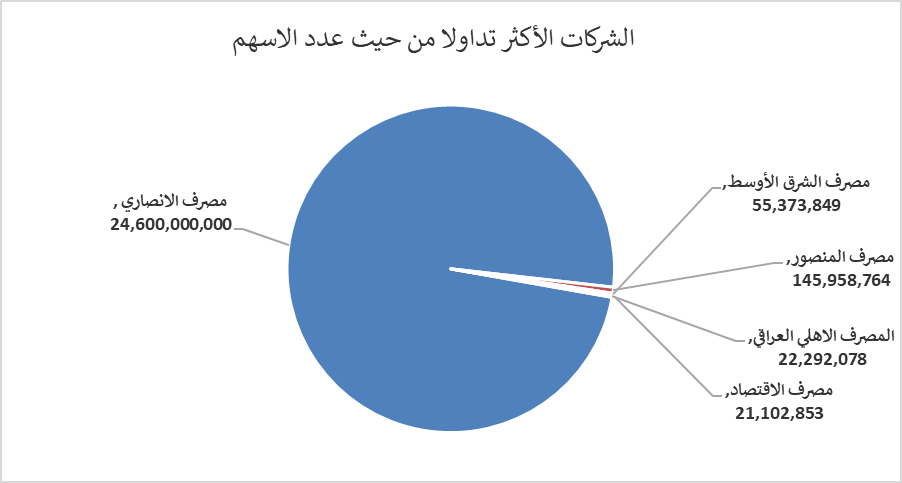 الشركات الأكثر تداولا من حيث عدد الاسهم
مصرف الشرق الأوسط,
55,373,849
مصرف الانصاري ,
24,600,000,000
مصرف المنصور,
145,958,764
المصرف الاهلي العراقي,
22,292,078
مصرف الاقتصاد,
21,102,853